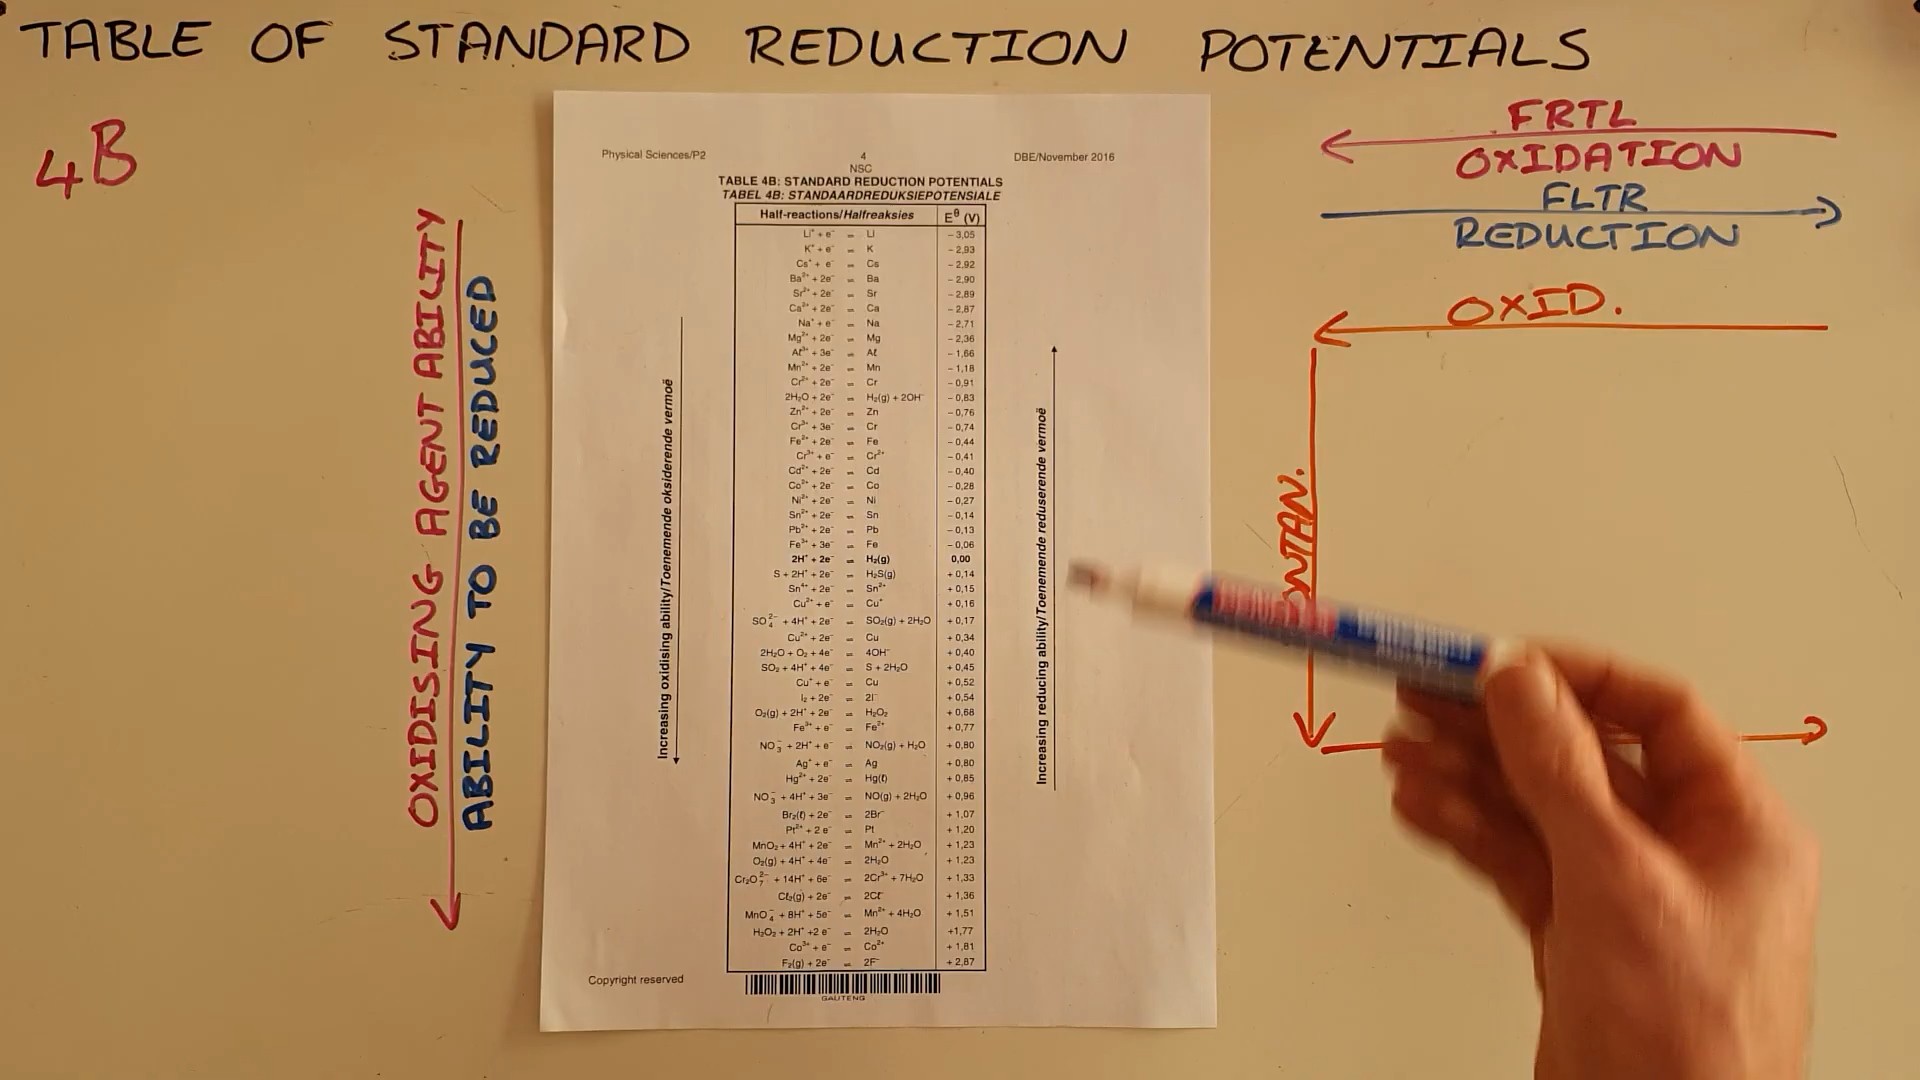 TABLE OF STANDARD REDUCTION POTENTIALS
4B
OXIDISING AGENT ABILITY
ABILITY TO BE REDUCED
Physical Sciences/P2 4 DBE/November 2016
NSC
TABLE 4B: STANDARD REDUCTION POTENTIALS
TABEL 4B: STANDAARDREDUKSIEPOTENSIALE
Half-reactions/Halfreaksies E^θ (V)
Li⁺ + e⁻ ⇌ Li − 3,05
K⁺ + e⁻ ⇌ K − 2,93
Cs⁺ + e⁻ ⇌ Cs − 2,92
Ba²⁺ + 2e⁻ ⇌ Ba − 2,90
Sr²⁺ + 2e⁻ ⇌ Sr − 2,89
Ca²⁺ + 2e⁻ ⇌ Ca − 2,87
Na⁺ + e⁻ ⇌ Na − 2,71
Mg²⁺ + 2e⁻ ⇌ Mg − 2,36
Aℓ³⁺ + 3e⁻ ⇌ Aℓ − 1,66
Mn²⁺ + 2e⁻ ⇌ Mn − 1,18
Cr²⁺ + 2e⁻ ⇌ Cr − 0,91
2H₂O + 2e⁻ ⇌ H₂(g) + 2OH⁻ − 0,83
Zn²⁺ + 2e⁻ ⇌ Zn − 0,76
Cr³⁺ + 3e⁻ ⇌ Cr − 0,74
Fe²⁺ + 2e⁻ ⇌ Fe − 0,44
Cr³⁺ + e⁻ ⇌ Cr²⁺ − 0,41
Cd²⁺ + 2e⁻ ⇌ Cd − 0,40
Co²⁺ + 2e⁻ ⇌ Co − 0,28
Ni²⁺ + 2e⁻ ⇌ Ni − 0,27
Sn²⁺ + 2e⁻ ⇌ Sn − 0,14
Pb²⁺ + 2e⁻ ⇌ Pb − 0,13
Fe³⁺ + 3e⁻ ⇌ Fe − 0,06
2H⁺ + 2e⁻ ⇌ H₂(g) 0,00
S + 2H⁺ + 2e⁻ ⇌ H₂S(g) + 0,14
Sn⁴⁺ + 2e⁻ ⇌ Sn²⁺ + 0,15
Cu²⁺ + e⁻ ⇌ Cu⁺ + 0,16
SO₄²⁻ + 4H⁺ + 2e⁻ ⇌ SO₂(g) + 2H₂O + 0,17
Cu²⁺ + 2e⁻ ⇌ Cu + 0,34
2H₂O + O₂ + 4e⁻ ⇌ 4OH⁻ + 0,40
SO₂ + 4H⁺ + 4e⁻ ⇌ S + 2H₂O + 0,45
Cu⁺ + e⁻ ⇌ Cu + 0,52
I₂ + 2e⁻ ⇌ 2I⁻ + 0,54
O₂(g) + 2H⁺ + 2e⁻ ⇌ H₂O₂ + 0,68
Fe³⁺ + e⁻ ⇌ Fe²⁺ + 0,77
NO₃⁻ + 2H⁺ + e⁻ ⇌ NO₂(g) + H₂O + 0,80
Ag⁺ + e⁻ ⇌ Ag + 0,80
Hg²⁺ + 2e⁻ ⇌ Hg(ℓ) + 0,85
NO₃⁻ + 4H⁺ + 3e⁻ ⇌ NO(g) + 2H₂O + 0,96
Br₂(ℓ) + 2e⁻ ⇌ 2Br⁻ + 1,07
Pt²⁺ + 2 e⁻ ⇌ Pt + 1,20
MnO₂ + 4H⁺ + 2e⁻ ⇌ Mn²⁺ + 2H₂O + 1,23
O₂(g) + 4H⁺ + 4e⁻ ⇌ 2H₂O + 1,23
Cr₂O₇²⁻ + 14H⁺ + 6e⁻ ⇌ 2Cr³⁺ + 7H₂O + 1,33
Cℓ₂(g) + 2e⁻ ⇌ 2Cℓ⁻ + 1,36
MnO₄⁻ + 8H⁺ + 5e⁻ ⇌ Mn²⁺ + 4H₂O + 1,51
H₂O₂ + 2H⁺ +2 e⁻ ⇌ 2H₂O +1,77
Co³⁺ + e⁻ ⇌ Co²⁺ + 1,81
F₂(g) + 2e⁻ ⇌ 2F⁻ + 2,87
Increasing oxidising ability/Toenemende oksiderende vermoë
Increasing reducing ability/Toenemende reduserende vermoë
Copyright reserved
GAUTENG
FRTL
OXIDATION
FLTR
REDUCTION
OXID.